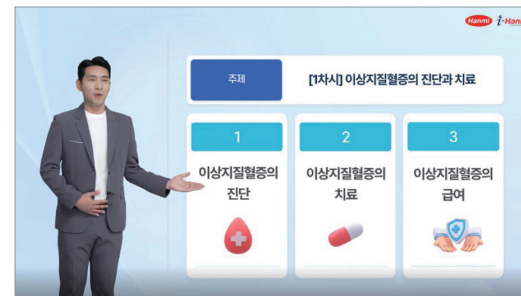 Hanmi i-Hanmi
주제
[1차시] 이상지질혈증의 진단과 치료
1
이상지질혈증의
진단
2
이상지질혈증의
치료
3
이상지질혈증의
급여